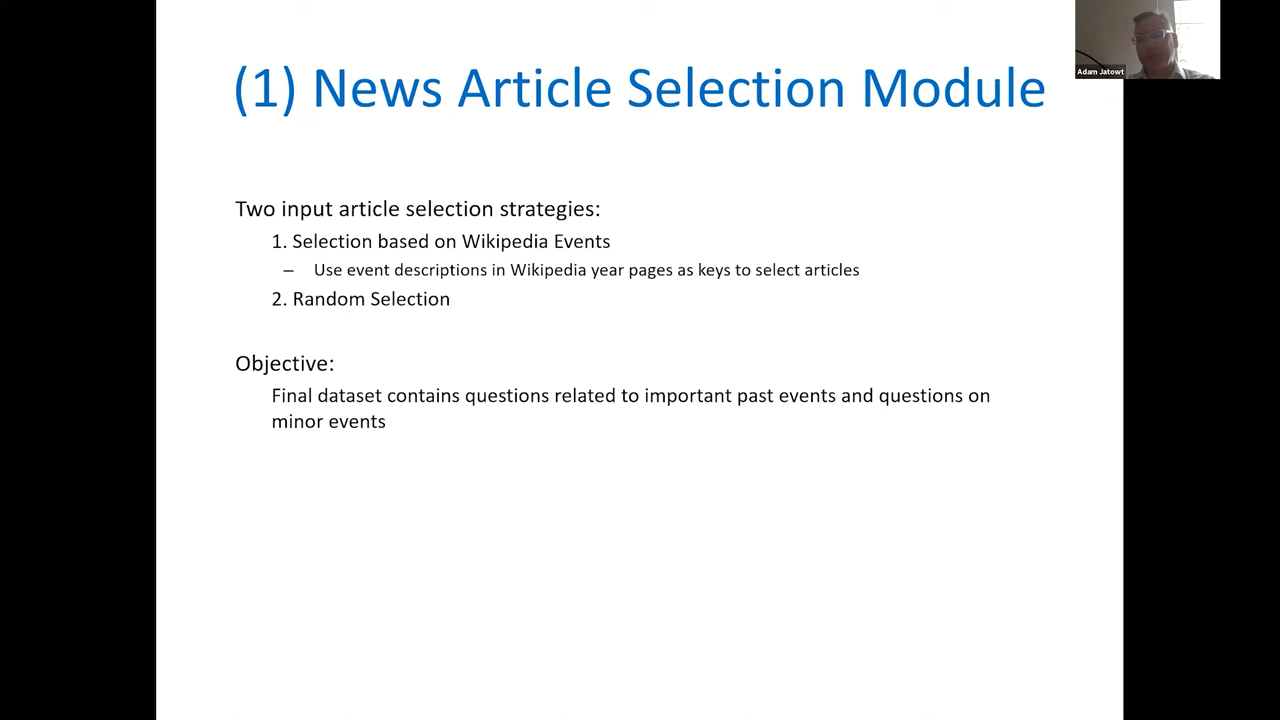 (1) News Article Selection Module
Adam Jatowt
Two input article selection strategies:
1. Selection based on Wikipedia Events
– Use event descriptions in Wikipedia year pages as keys to select articles
2. Random Selection
Objective:
Final dataset contains questions related to important past events and questions on
minor events